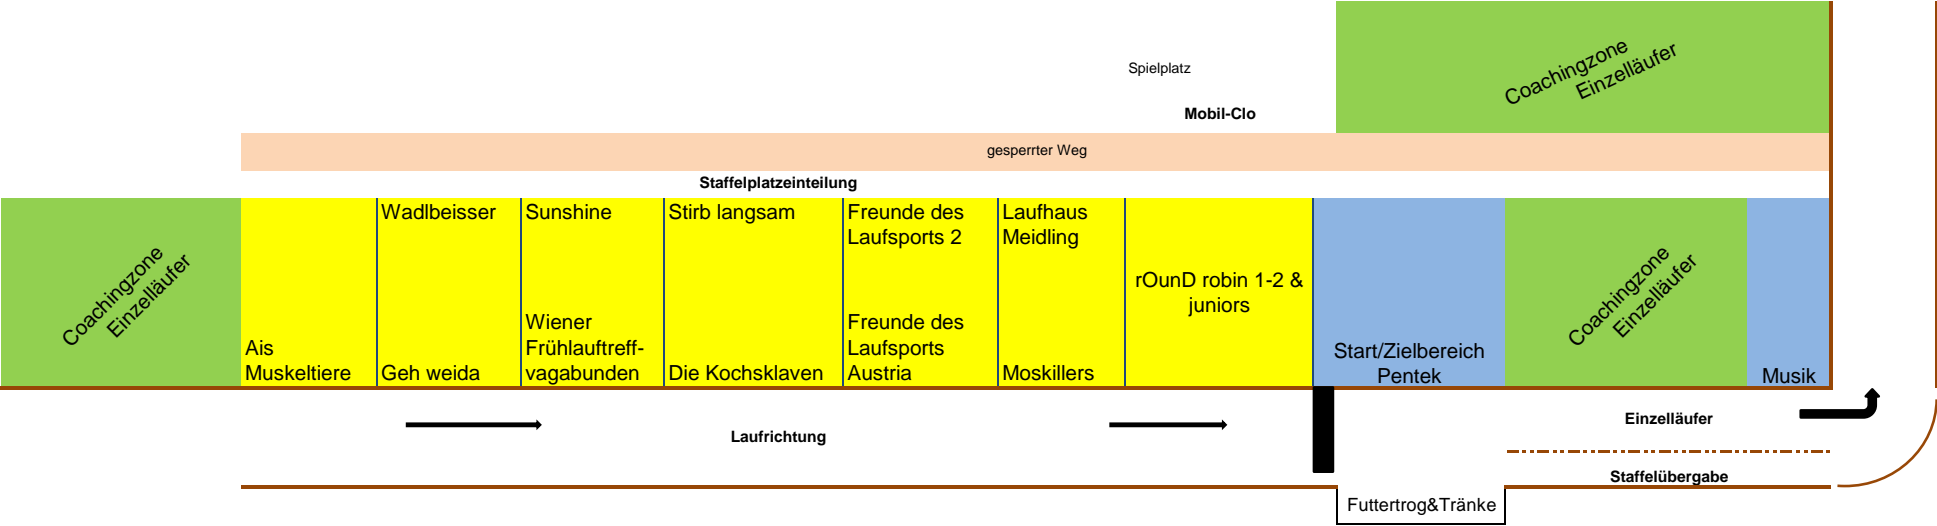 Spielplatz
Coachingzone
Einzelläufer
Mobil-Clo
gesperrter Weg
Staffelplatzeinteilung
Coachingzone
Einzelläufer
Ais
Muskeltiere
Wadlbeisser
Geh weida
Sunshine
Wiener
Frühlauftreff-
vagabunden
Stirb langsam
Die Kochsklaven
Freunde des
Laufsports 2
Freunde des
Laufsports
Austria
Laufhaus
Meidling
Moskillers
rOunD robin 1-2 &
juniors
Start/Zielbereich
Pentek
Coachingzone
Einzelläufer
Musik
Laufrichtung
Einzelläufer
Staffelübergabe
Futtertrog&Tränke